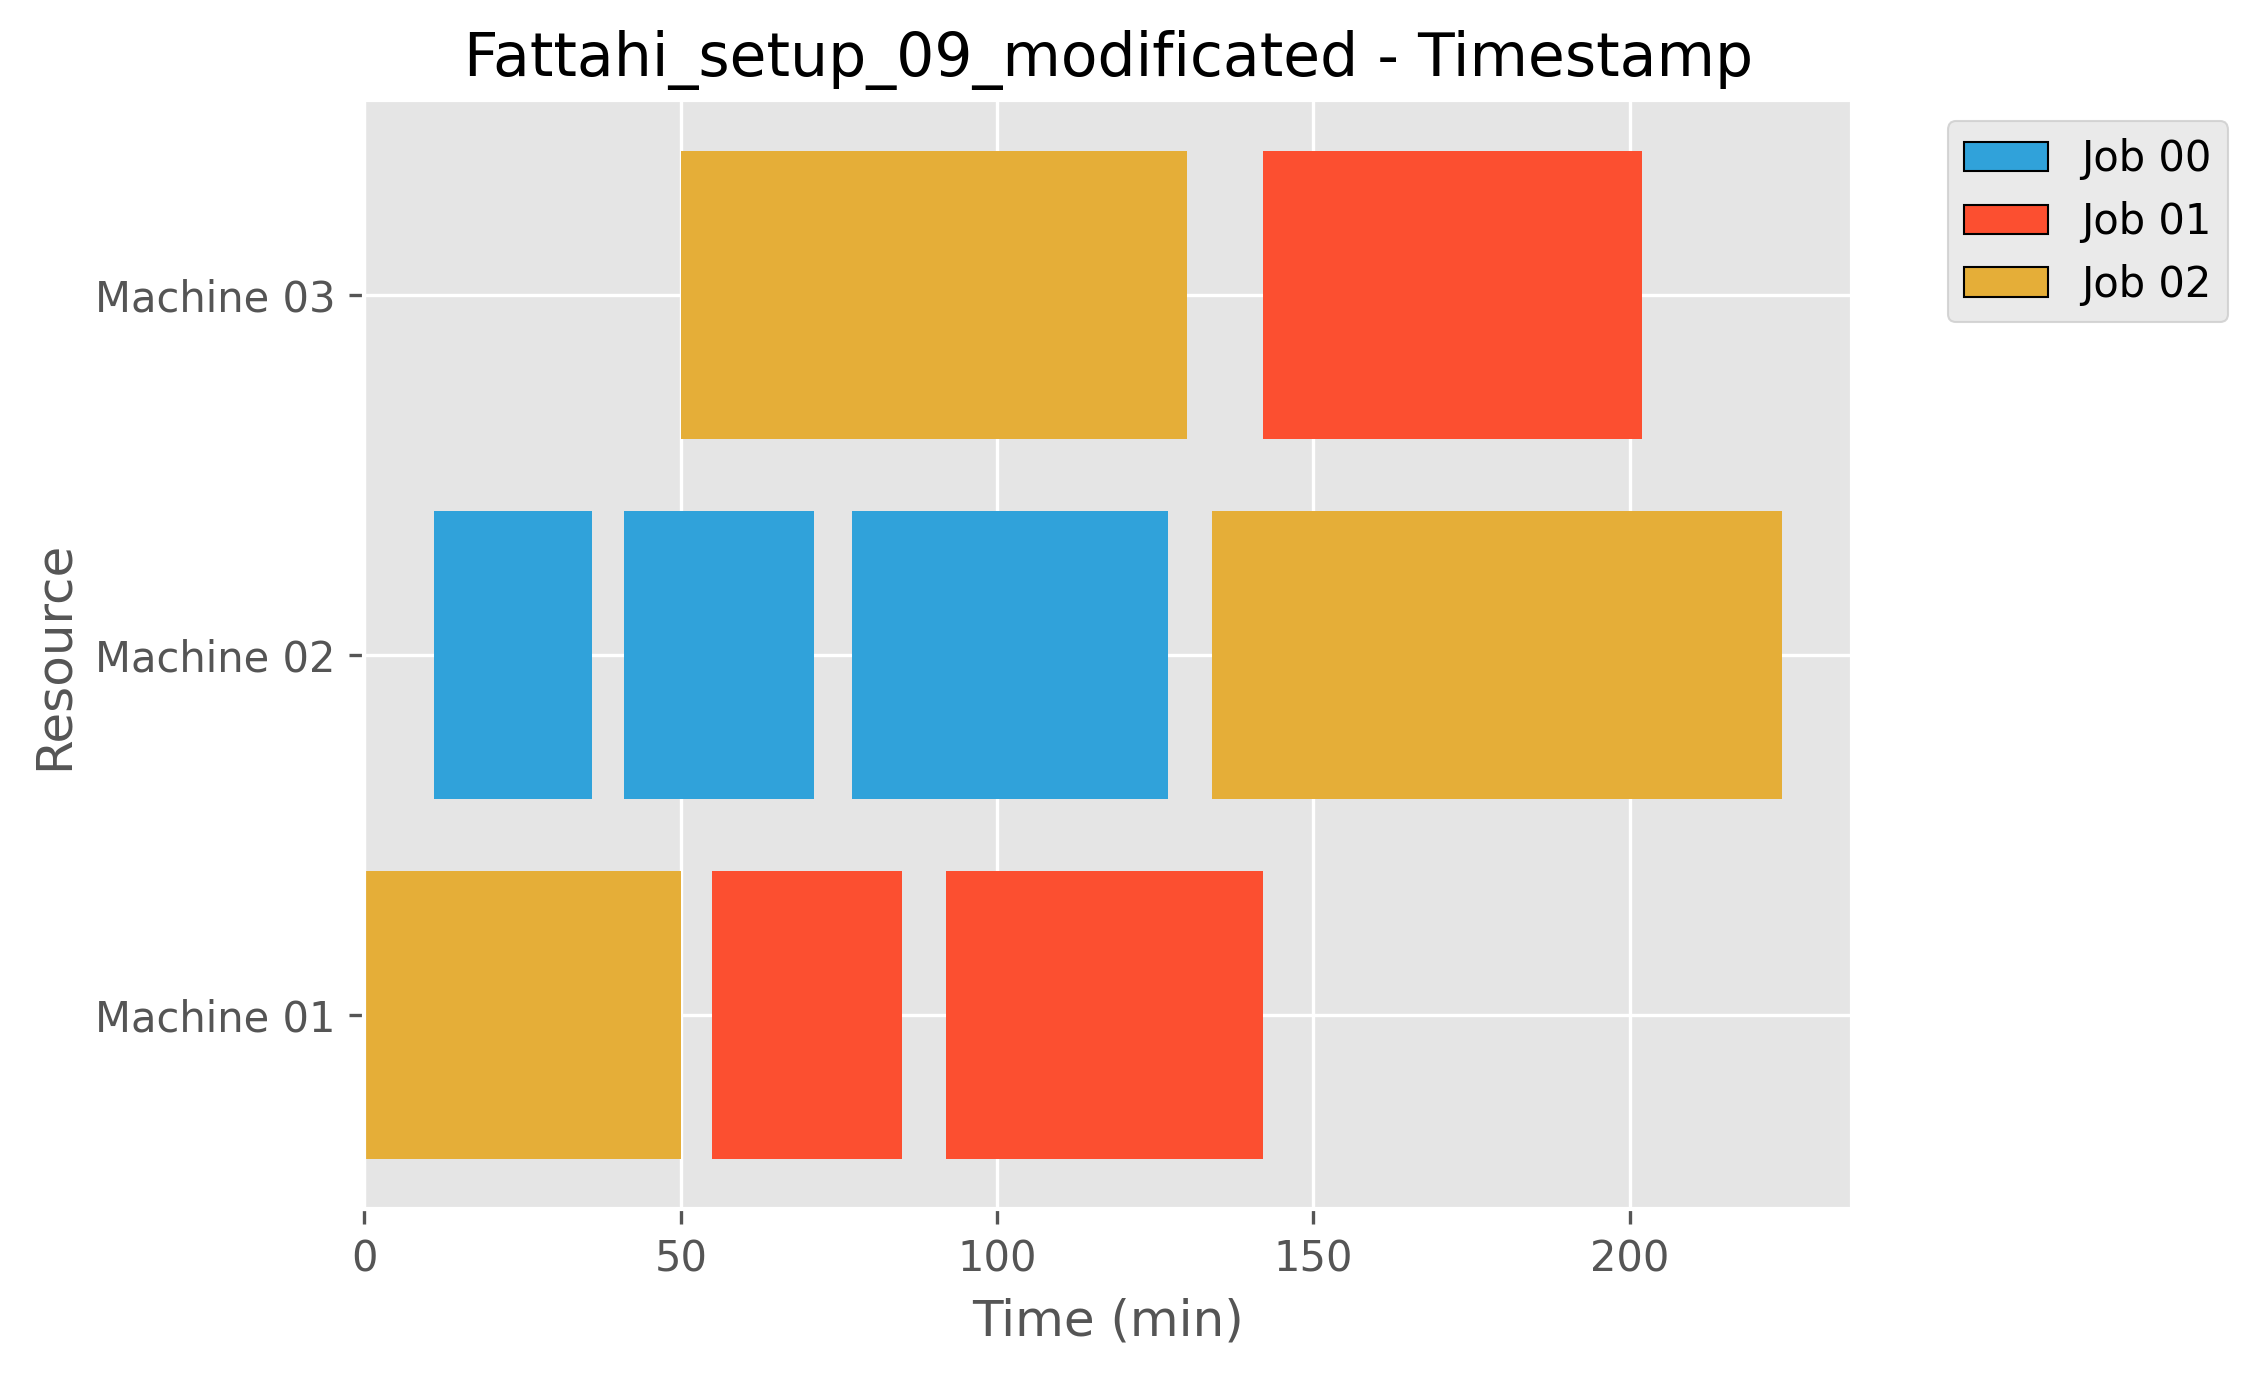 Fattahi_setup_09_modificated - Timestamp
Job 00
Job 01
Job 02
Machine 03
Machine 02
Machine 01
Resource
0 50 100 150 200
Time (min)